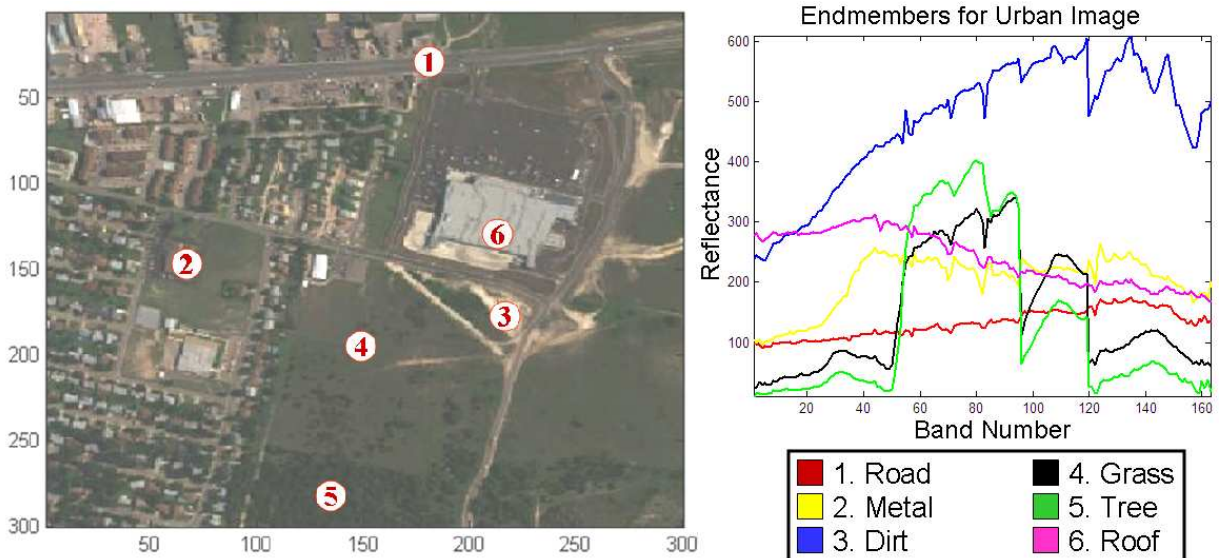 1
2
3
4
5
6
50
100
150
200
250
300
50 100 150 200 250 300
Endmembers for Urban Image
Reflectance
600
500
400
300
200
100
20 40 60 80 100 120 140 160
Band Number
1. Road
2. Metal
3. Dirt
4. Grass
5. Tree
6. Roof